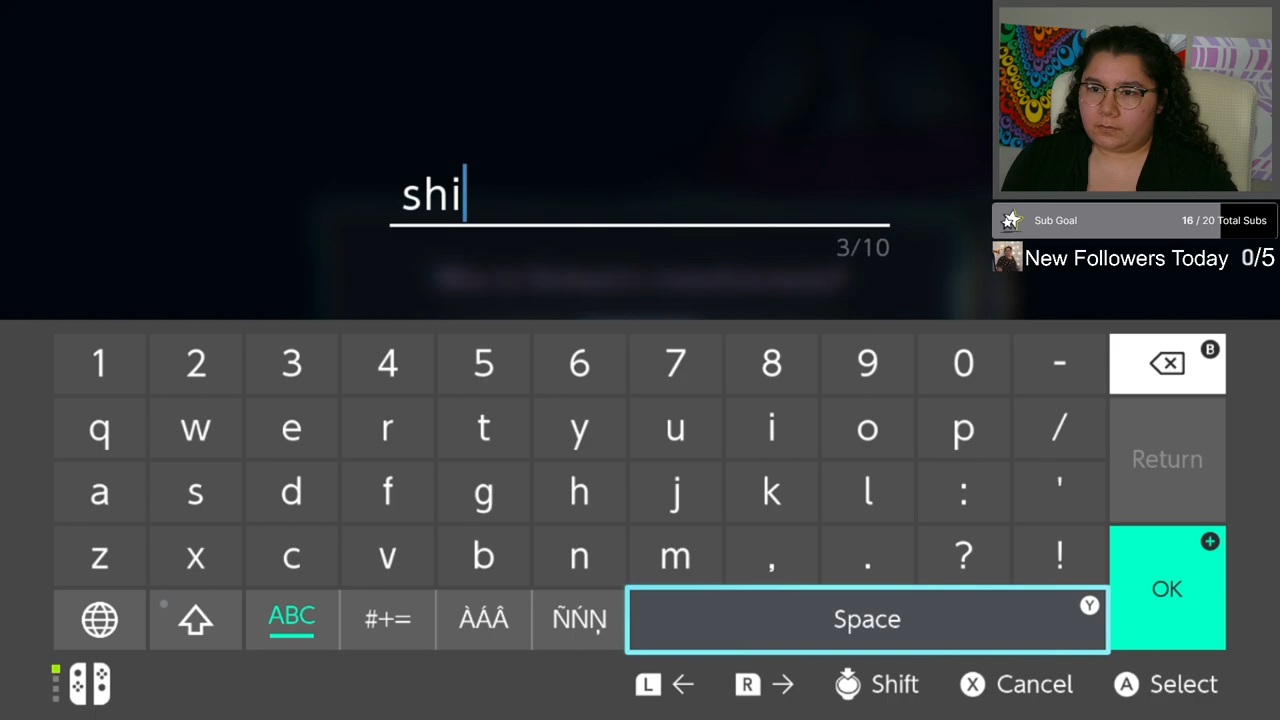 shi
3/10
Sub Goal 16 / 20 Total Subs
New Followers Today 0/5
1 2 3 4 5 6 7 8 9 0 - B
q w e r t y u i o p /
Return
a s d f g h j k l : '
z x c v b n m , . ? ! +
OK
ABC #+= ÀÁÂ ÑŃŅ Space Y
L ← R → Shift X Cancel A Select